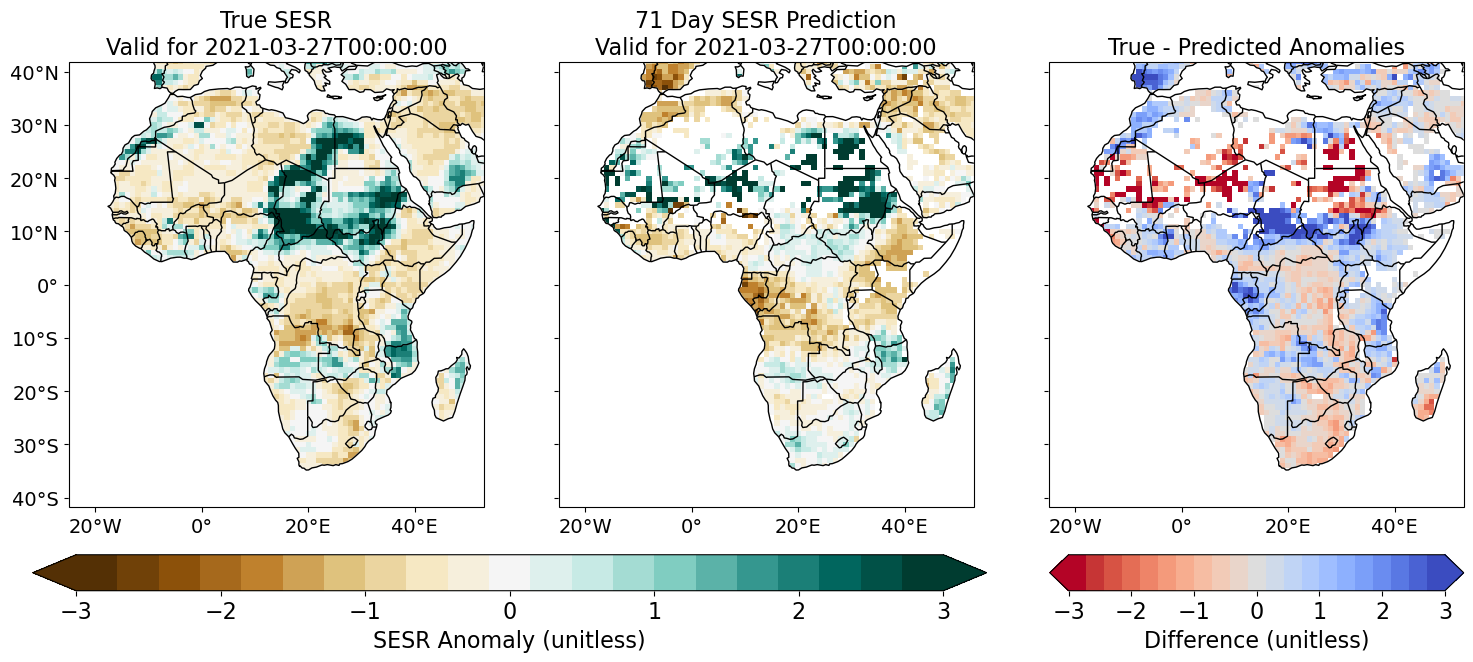 True SESR
Valid for 2021-03-27T00:00:00
71 Day SESR Prediction
Valid for 2021-03-27T00:00:00
True - Predicted Anomalies
40°N
30°N
20°N
10°N
0°
10°S
20°S
30°S
40°S
20°W 0° 20°E 40°E
20°W 0° 20°E 40°E
20°W 0° 20°E 40°E
−3 −2 −1 0 1 2 3
SESR Anomaly (unitless)
−3 −2 −1 0 1 2 3
Difference (unitless)